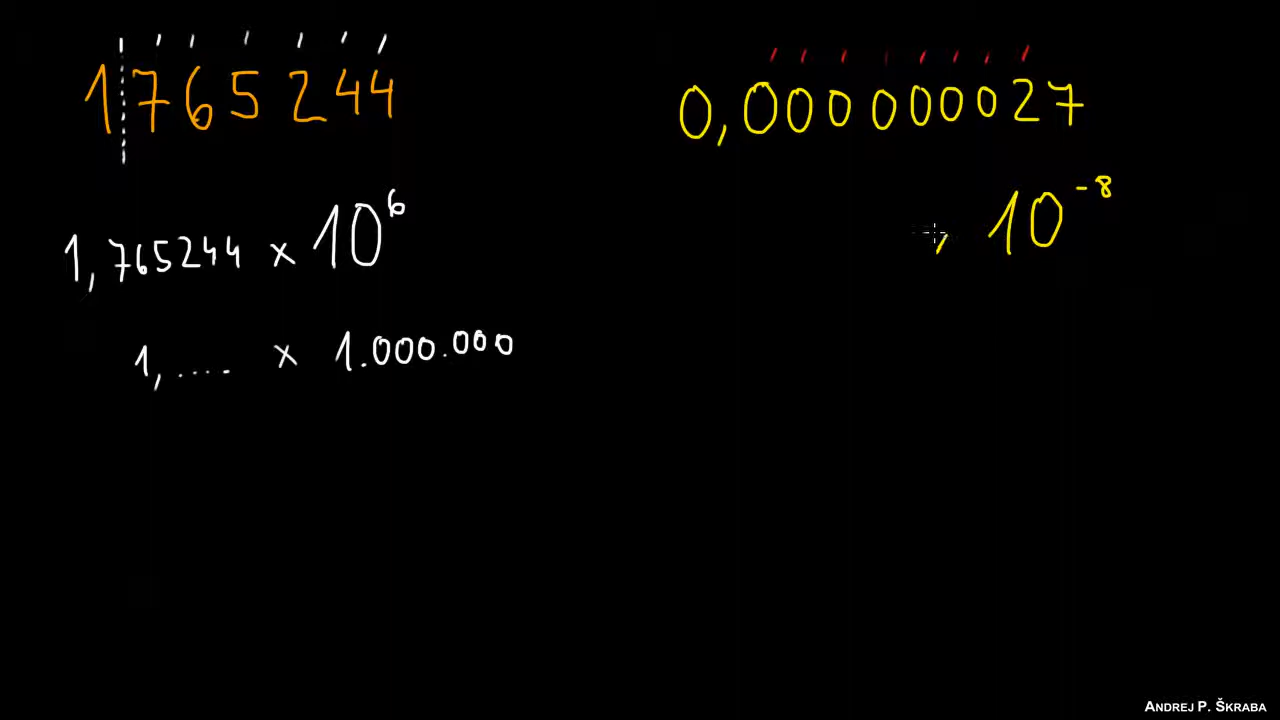 1765244
1,765244 x 10⁶
1,.... x 1.000.000
0,000000027
, 10⁻⁸
ANDREJ P. ŠKRABA